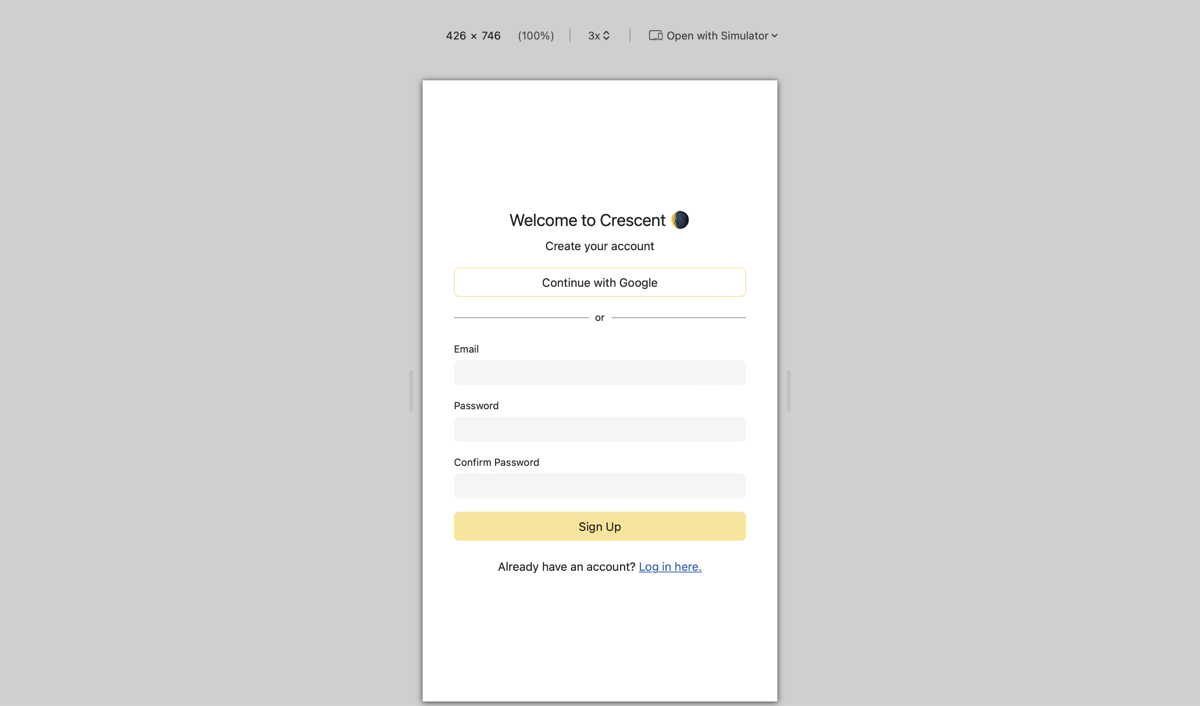 426 × 746 (100%) 3x Open with Simulator
Welcome to Crescent
Create your account
Continue with Google
or
Email
Password
Confirm Password
Sign Up
Already have an account? Log in here.